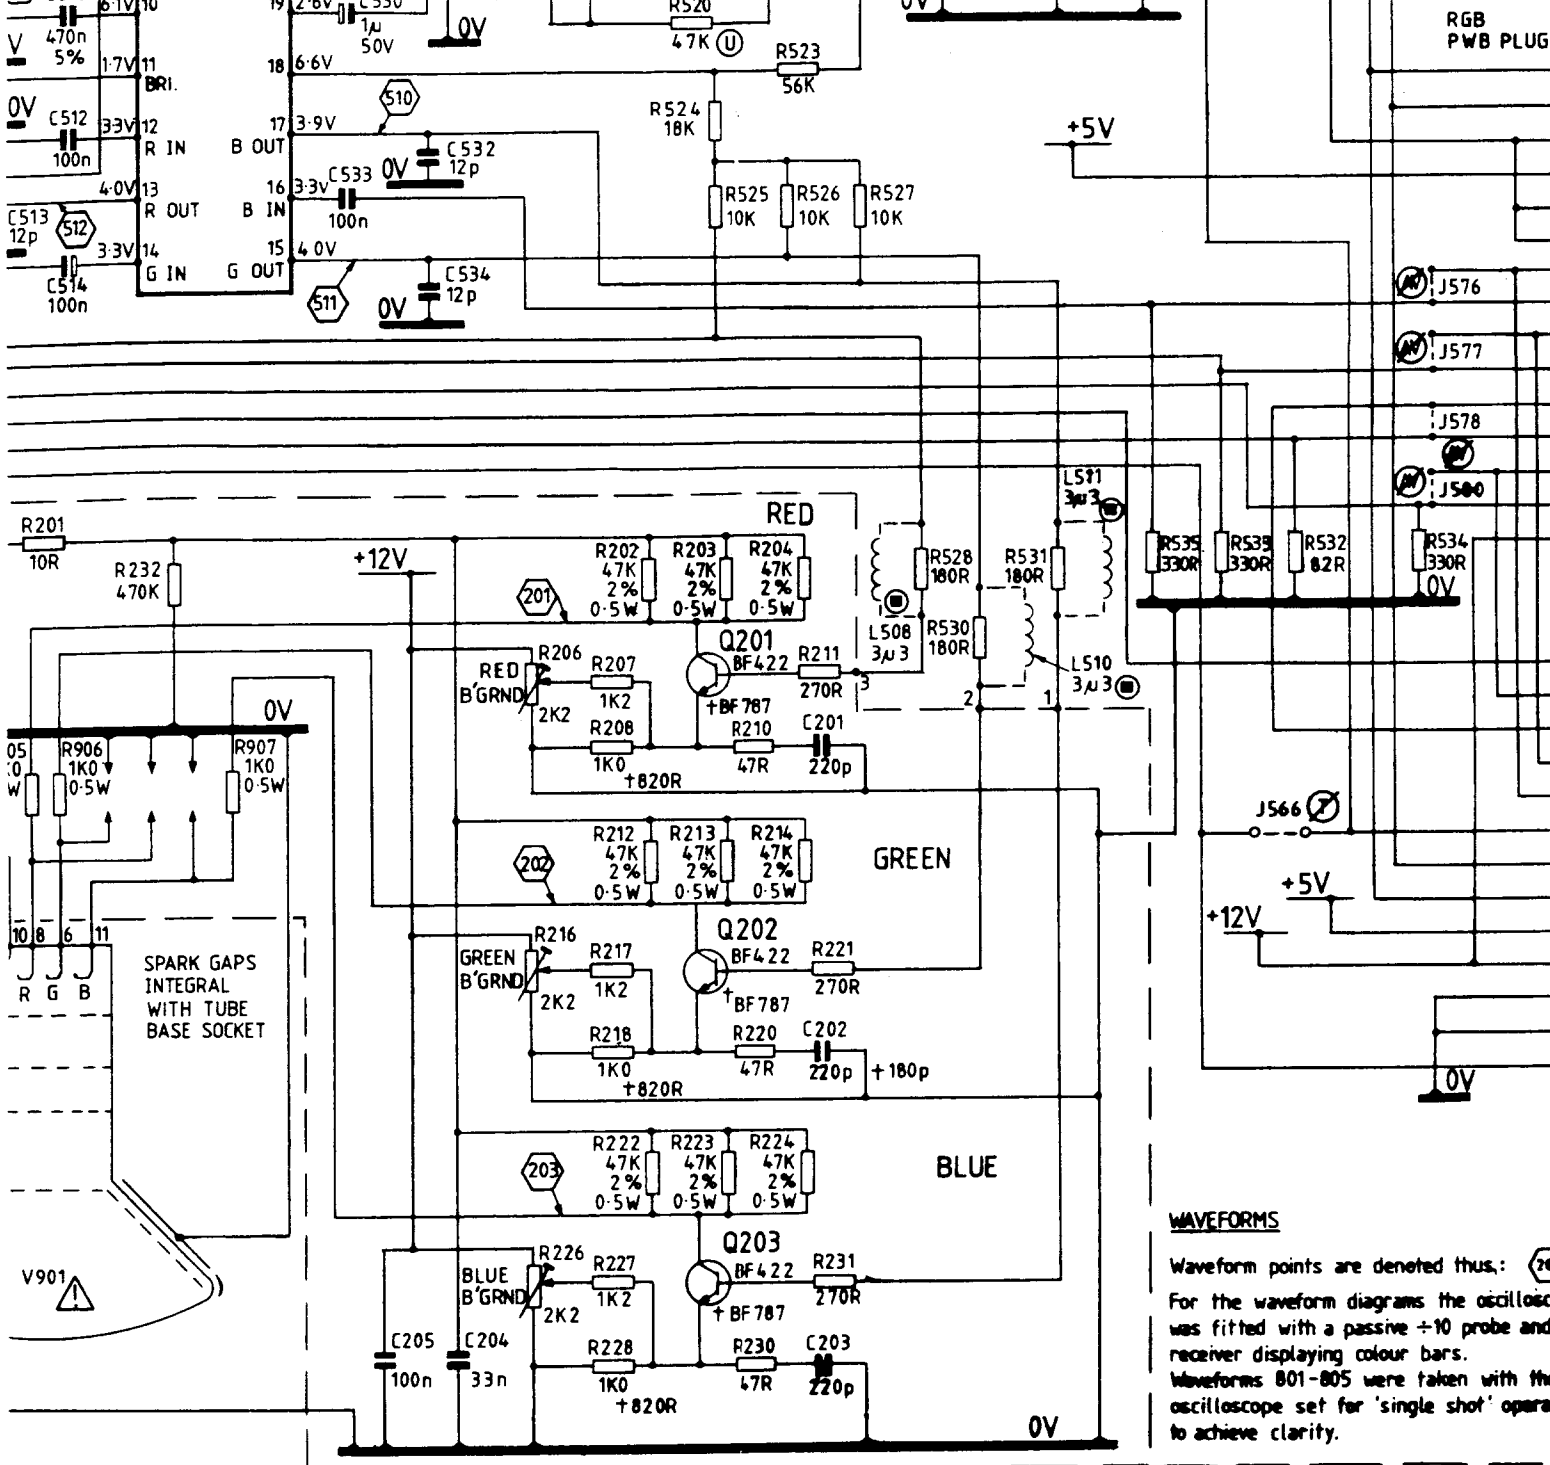 6.1V 10
470n
5%
V
1.7V 11
BRI.
0V
C512
3.3V 12
100n
R IN
4.0V 13
R OUT
C513
12p
512
3.3V 14
G IN
C514
100n
19 2.6V
C530
1µ
50V
0V
18 6.6V
510
17 3.9V
B OUT
C532
12p
0V
C533
16 3.3V
B IN
100n
15 4.0V
G OUT
C534
12p
511
0V
R520
47K U
R523
56K
R524
18K
R525
10K
R526
10K
R527
10K
0V
+5V
RGB
PWB PLUG
J576
J577
J578
J580
L511
3µ3
R528
180R
R531
180R
L508
3µ3
R530
180R
L510
3µ3
3
2
1
R535
330R
R533
330R
R532
82R
R534
330R
0V
R201
10R
R232
470K
+12V
RED
R202
47K
2%
0·5W
R203
47K
2%
0·5W
R204
47K
2%
0·5W
201
Q201
BF422
†BF787
R206
RED
B'GRND
2K2
R207
1K2
R208
1K0
†820R
R210
47R
C201
220p
R211
270R
0V
05
R906
1K0
0·5W
R907
1K0
0·5W
GREEN
R212
47K
2%
0·5W
R213
47K
2%
0·5W
R214
47K
2%
0·5W
202
Q202
BF422
†BF787
R216
GREEN
B'GRND
2K2
R217
1K2
R218
1K0
†820R
R220
47R
C202
220p
†180p
R221
270R
10 8 6 11
R G B
SPARK GAPS
INTEGRAL
WITH TUBE
BASE SOCKET
J566
+5V
+12V
0V
BLUE
R222
47K
2%
0·5W
R223
47K
2%
0·5W
R224
47K
2%
0·5W
203
Q203
BF422
†BF787
R226
BLUE
B'GRND
2K2
R227
1K2
R228
1K0
†820R
R230
47R
C203
220p
R231
270R
V901
C205
100n
C204
33n
0V
WAVEFORMS
Waveform points are denoted thus,:
For the waveform diagrams the oscillosc
was fitted with a passive ÷10 probe and
receiver displaying colour bars.
Waveforms 801-805 were taken with the
oscilloscope set for 'single shot' opera
to achieve clarity.